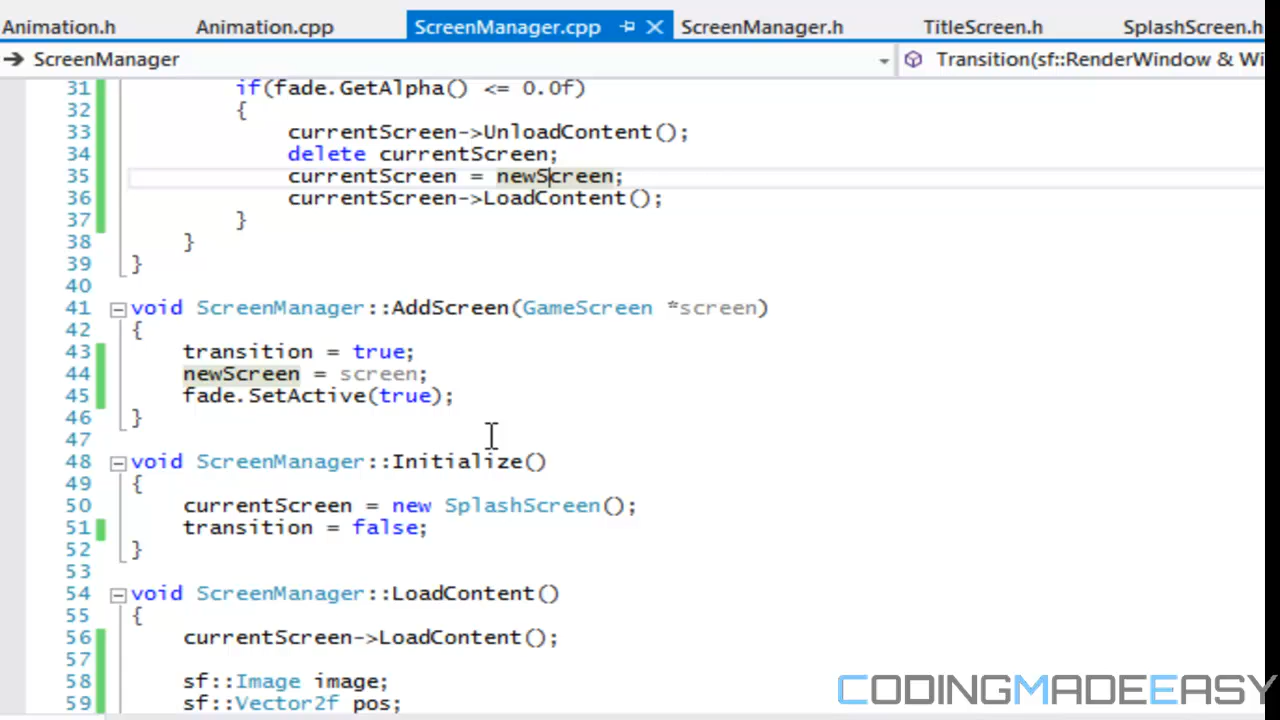 Animation.h Animation.cpp ScreenManager.cpp ScreenManager.h TitleScreen.h SplashScreen.h
ScreenManager Transition(sf::RenderWindow & Wi
31 if(fade.GetAlpha() <= 0.0f)
32 {
33 currentScreen->UnloadContent();
34 delete currentScreen;
35 currentScreen = newScreen;
36 currentScreen->LoadContent();
37 }
38 }
39 }
40
41 void ScreenManager::AddScreen(GameScreen *screen)
42 {
43 transition = true;
44 newScreen = screen;
45 fade.SetActive(true);
46 }
47
48 void ScreenManager::Initialize()
49 {
50 currentScreen = new SplashScreen();
51 transition = false;
52 }
53
54 void ScreenManager::LoadContent()
55 {
56 currentScreen->LoadContent();
57
58 sf::Image image;
59 sf::Vector2f pos;
CODINGMADEEASY